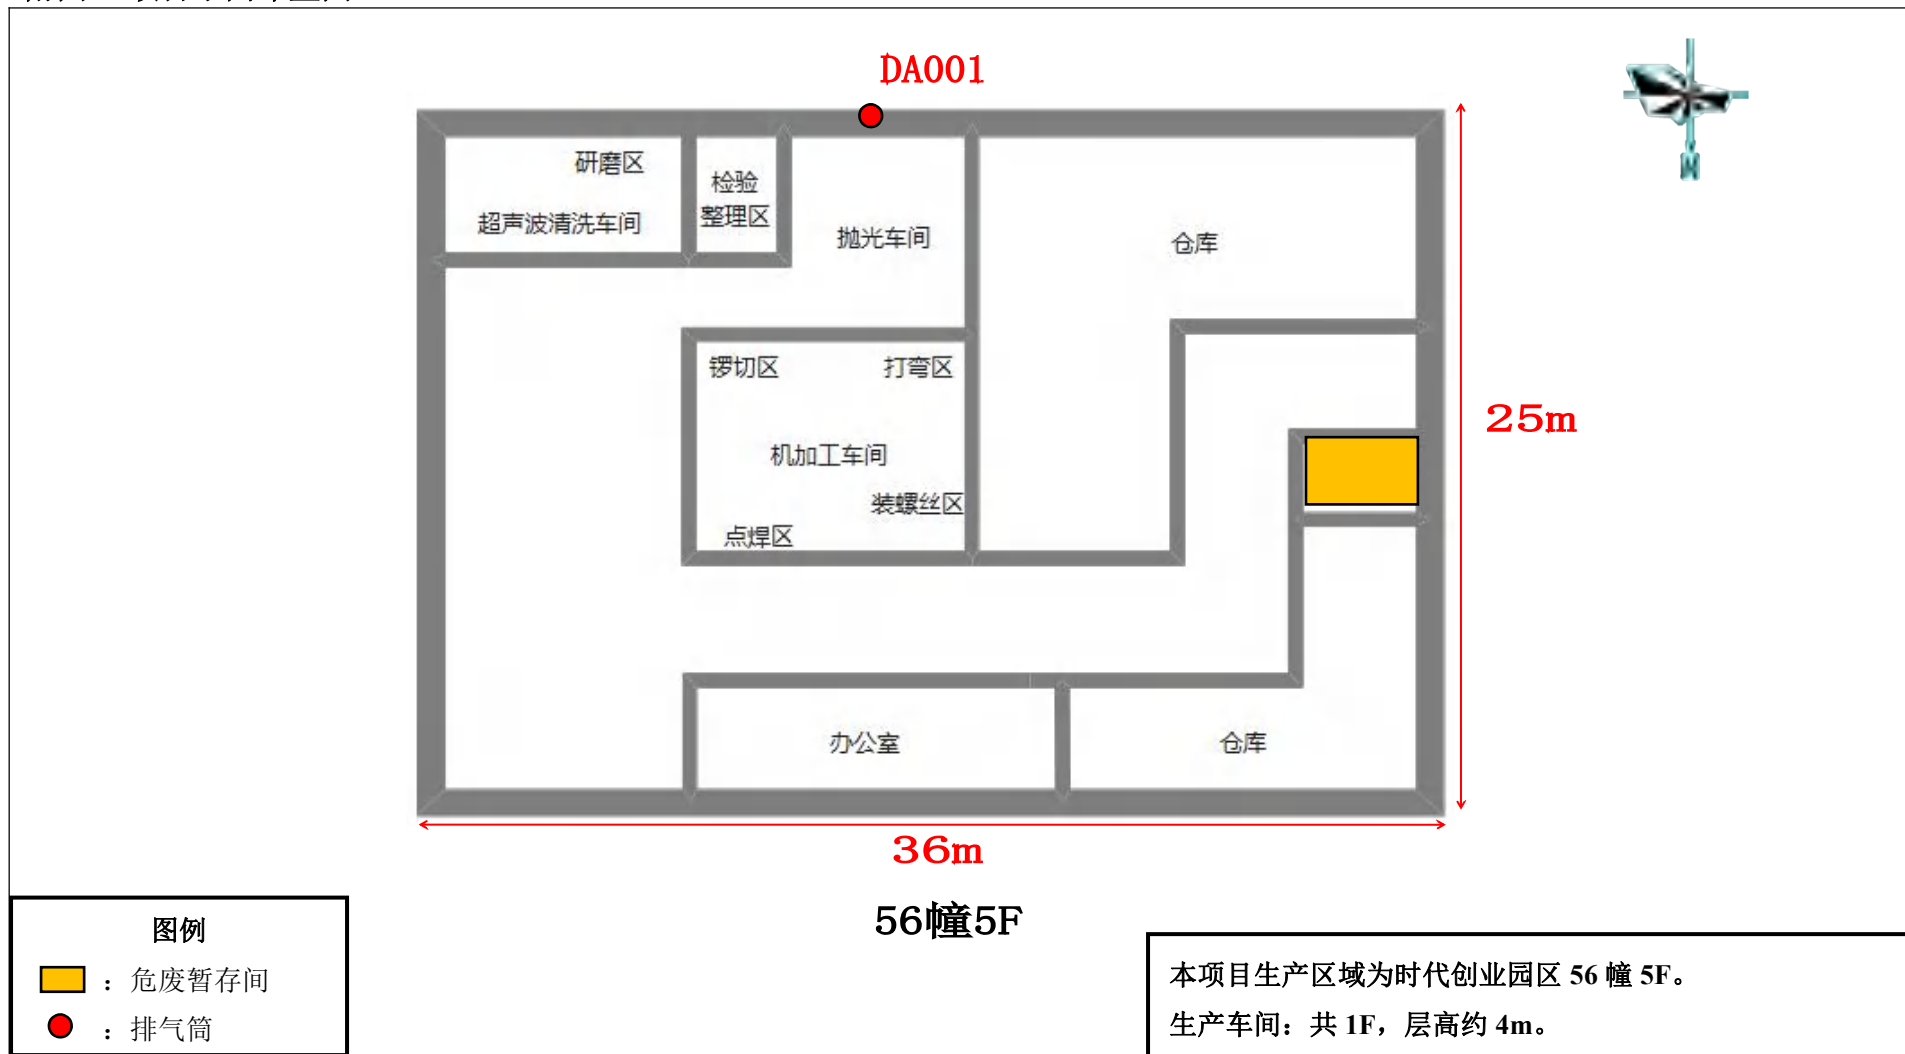 DA001
研磨区
超声波清洗车间
检验
整理区
抛光车间
仓库
锣切区
打弯区
机加工车间
装螺丝区
点焊区
25m
办公室
仓库
36m
56幢5F
图例
：危废暂存间
：排气筒
本项目生产区域为时代创业园区 56 幢 5F。
生产车间：共 1F，层高约 4m。